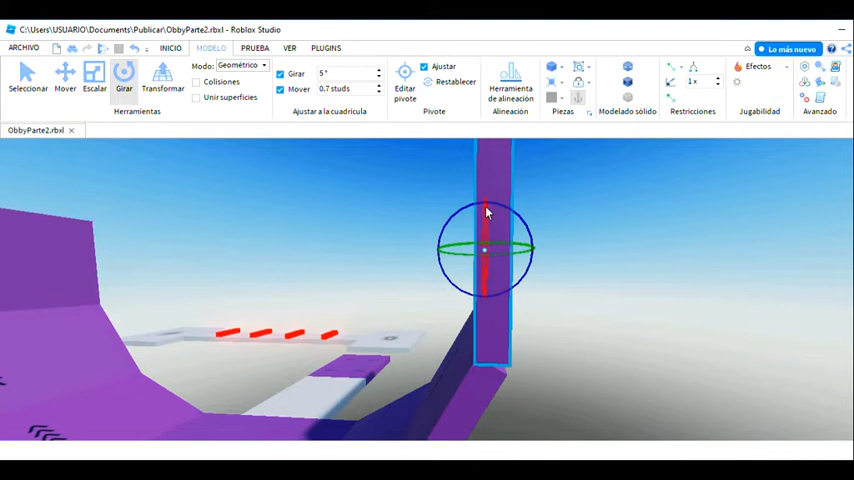 C:\Users\USUARIO\Documents\Publicar\ObbyParte2.rbxl - Roblox Studio
ARCHIVO INICIO MODELO PRUEBA VER PLUGINS Lo más nuevo
Modo: Geométrico Girar 5° Ajustar Efectos
Colisiones Mover 0.7 studs Restablecer 1 x
Unir superficies
Seleccionar Mover Escalar Girar Transformar Editar pivote Herramienta de alineación
Herramientas Ajustar a la cuadrícula Pivote Alineación Piezas Modelado sólido Restricciones Jugabilidad Avanzado
ObbyParte2.rbxl